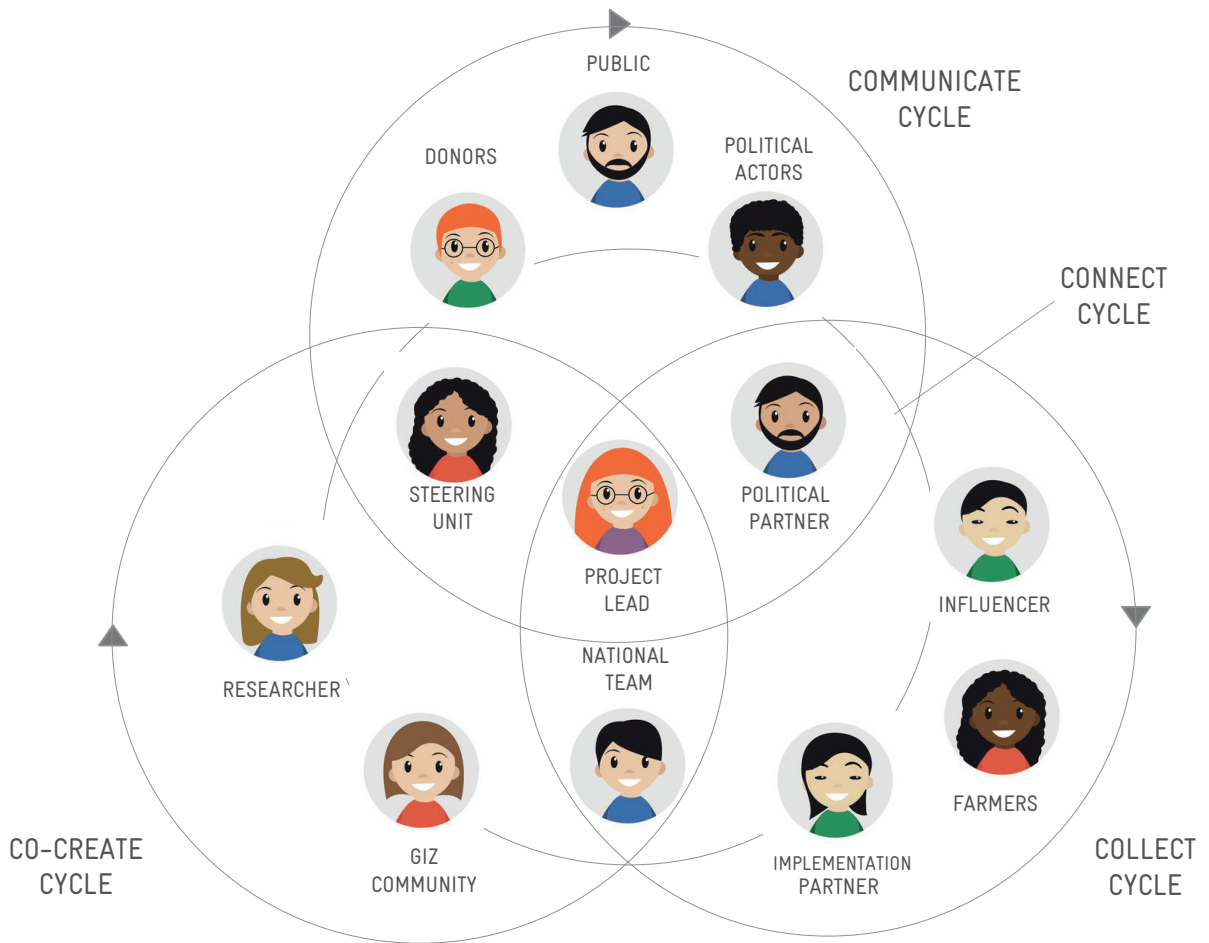 PUBLIC
COMMUNICATE
CYCLE
DONORS
POLITICAL
ACTORS
CONNECT
CYCLE
STEERING
UNIT
POLITICAL
PARTNER
PROJECT
LEAD
INFLUENCER
NATIONAL
TEAM
RESEARCHER
FARMERS
CO-CREATE
CYCLE
GIZ
COMMUNITY
IMPLEMENTATION
PARTNER
COLLECT
CYCLE